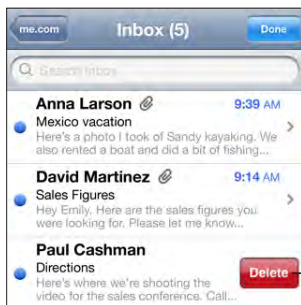 me.com
Inbox (5)
Done
Search Inbox
Anna Larson
9:39 AM
Mexico vacation
Here's a photo I took of Sandy kayaking. We
also rented a boat and did a bit of fishing...
David Martinez
9:14 AM
Sales Figures
Hey Emily. Here are the sales figures you
were looking for. Please let me know...
Paul Cashman
Directions
Here's where we're shooting the
video for the sales conference. Call...
Delete